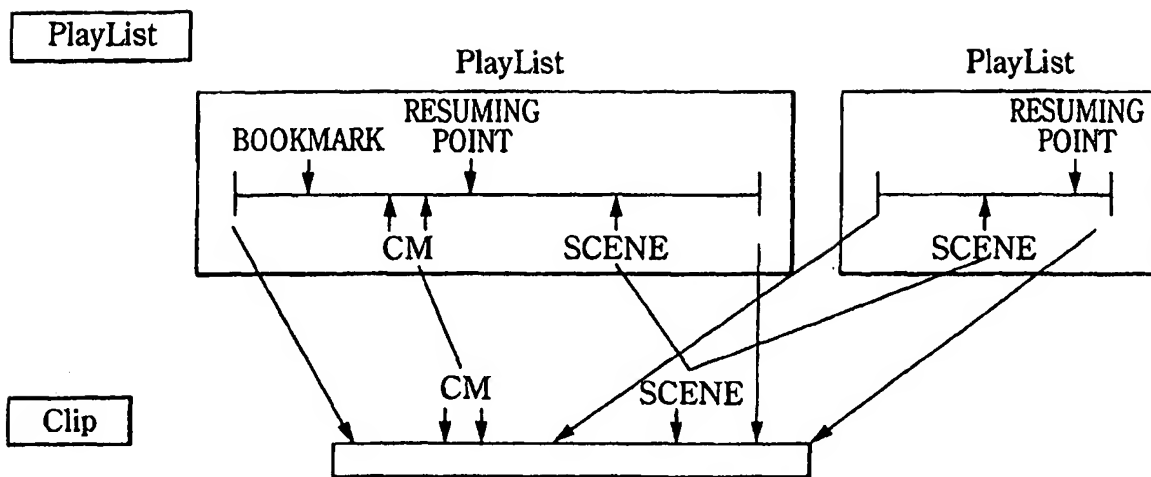 PlayList
PlayList
PlayList
RESUMING
POINT
BOOKMARK
CM
SCENE
RESUMING
POINT
SCENE
CM
SCENE
Clip